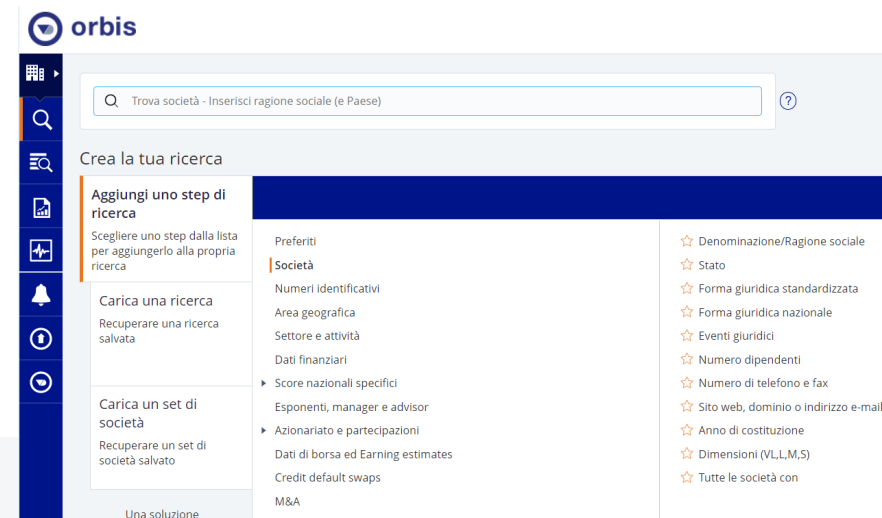 orbis
Trova società - Inserisci ragione sociale (e Paese)
?
Crea la tua ricerca
Aggiungi uno step di
ricerca
Scegliere uno step dalla lista
per aggiungerlo alla propria
ricerca
Carica una ricerca
Recuperare una ricerca
salvata
Carica un set di
società
Recuperare un set di
società salvato
Una soluzione
Preferiti
Società
Numeri identificativi
Area geografica
Settore e attività
Dati finanziari
Score nazionali specifici
Esponenti, manager e advisor
Azionariato e partecipazioni
Dati di borsa ed Earning estimates
Credit default swaps
M&A
Denominazione/Ragione sociale
Stato
Forma giuridica standardizzata
Forma giuridica nazionale
Eventi giuridici
Numero dipendenti
Numero di telefono e fax
Sito web, dominio o indirizzo e-mail
Anno di costituzione
Dimensioni (VL,L,M,S)
Tutte le società con